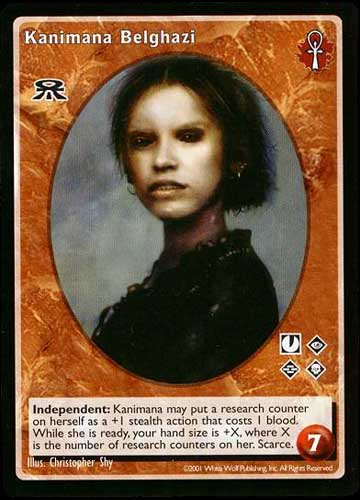 Kanimana Belghazi
Independent: Kanimana may put a research counter
on herself as a +1 stealth action that costs 1 blood.
While she is ready, your hand size is +X, where X
is the number of research counters on her. Scarce.
7
Illus: Christopher Shy
©2001 White Wolf Publishing, Inc. All Rights Reserved.